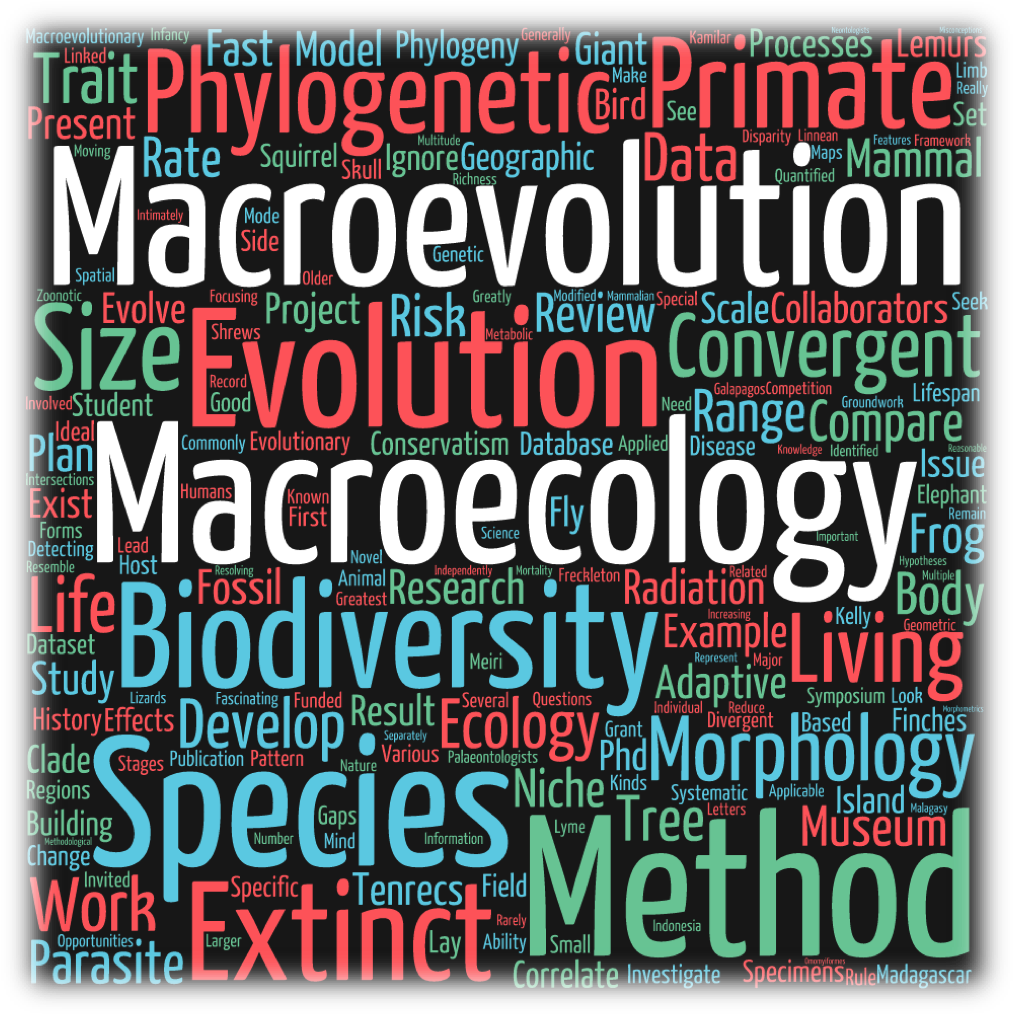 Macroevolutionary Infancy Fast Model Phylogeny Generally Giant Kamilar Processes Neontologists Misconceptions Lemurs
Linked Trait Phylogenetic Make Bird Primate See Limb Really Set
Present Moving Rate Squirrel Skull Multitude Ignore Richness Geographic Data Disparity Linnean Maps Quantified Features Framework Mammal
Macroevolution
Intimately Mode Side Genetic
Spatial Older
Zoonotic Evolve Focusing Shrews Project Risk Greatly Metabolic Modified Mammalian Review Special Scale Collaborators Seek
Size Evolution Convergent
Record Good Galapagos Competition Groundwork Lifespan
Involved Student Need Range Compare
Ideal Plan Commonly Evolutionary Conservatism Database Applied Disease Knowledge Identified Reasonable Issue
Intersections Exist Humans Known First Elephant Remain
Macroecology
Forms Detecting Lead Host Science Fly Important Frog
Resemble Resolving Novel Independently Mortality Hypotheses
Life Fossil Animal Greatest Research Freckleton Radiation Related Multiple Body
Biodiversity
Dataset Increasing Example Kelly Living Geometric
Study Meiri Represent Major Adaptive Symposium Look
Lizards Fascinating Funded Several Questions Individual Reduce Morphometrics
History Effects Develop Result Separately Ecology Grant Divergent Based Finches
Clade Stages Publication Pattern Nature Various Palaeontologists Phd Kinds Morphology
Regions Species Niche Systematic Applicable Island Malagasy
Building Gaps Lyme Tree Letters Museum
Methodological Number Mind Information Method
Change Invited
Work Specific Tenrecs Field Rarely
Extinct
Opportunities Larger Lay Ability Small Indonesia
Parasite Correlate Investigate Specimens Omomyiformes Rule Madagascar